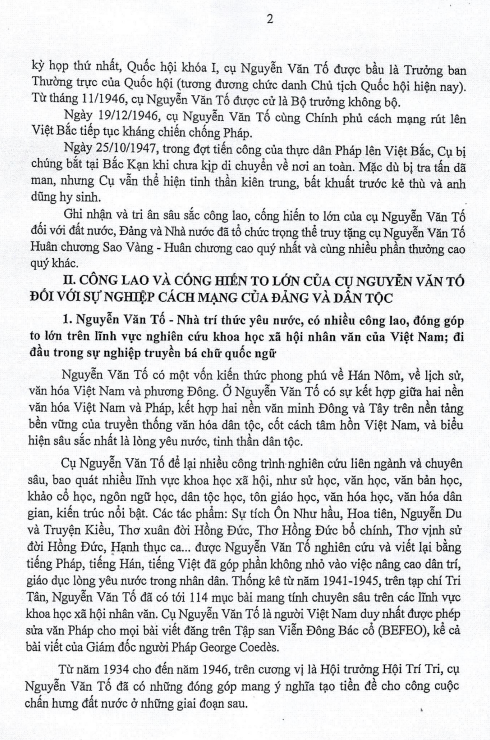 2
kỳ họp thứ nhất, Quốc hội khóa I, cụ Nguyễn Văn Tố được bầu là Trưởng ban
Thường trực của Quốc hội (tương đương chức danh Chủ tịch Quốc hội hiện nay).
Từ tháng 11/1946, cụ Nguyễn Văn Tố được cử là Bộ trưởng không bộ.
Ngày 19/12/1946, cụ Nguyễn Văn Tố cùng Chính phủ cách mạng rút lên
Việt Bắc tiếp tục kháng chiến chống Pháp.
Ngày 25/10/1947, trong đợt tiến công của thực dân Pháp lên Việt Bắc, Cụ bị
chúng bắt tại Bắc Kạn khi chưa kịp di chuyển về nơi an toàn. Mặc dù bị tra tấn dã
man, nhưng Cụ vẫn thể hiện tinh thần kiên trung, bất khuất trước kẻ thù và anh
dũng hy sinh.
Ghi nhận và tri ân sâu sắc công lao, cống hiến to lớn của cụ Nguyễn Văn Tố
đối với đất nước, Đảng và Nhà nước đã tổ chức trọng thể truy tặng cụ Nguyễn Văn Tố
Huân chương Sao Vàng - Huân chương cao quý nhất và cùng nhiều phần thưởng cao
quý khác.
II. CÔNG LAO VÀ CỐNG HIẾN TO LỚN CỦA CỤ NGUYỄN VĂN TỐ
ĐỐI VỚI SỰ NGHIỆP CÁCH MẠNG CỦA ĐẢNG VÀ DÂN TỘC
1. Nguyễn Văn Tố - Nhà trí thức yêu nước, có nhiều công lao, đóng góp
to lớn trên lĩnh vực nghiên cứu khoa học xã hội nhân văn của Việt Nam; đi
đầu trong sự nghiệp truyền bá chữ quốc ngữ
Nguyễn Văn Tố có một vốn kiến thức phong phú về Hán Nôm, về lịch sử,
văn hóa Việt Nam và phương Đông. Ở Nguyễn Văn Tố có sự kết hợp giữa hai nền
văn hóa Việt Nam và Pháp, kết hợp hai nền văn minh Đông và Tây trên nền tảng
bền vững của truyền thống văn hóa dân tộc, cốt cách tâm hồn Việt Nam, và biểu
hiện sâu sắc nhất là lòng yêu nước, tinh thần dân tộc.
Cụ Nguyễn Văn Tố để lại nhiều công trình nghiên cứu liên ngành và chuyên
sâu, bao quát nhiều lĩnh vực khoa học xã hội, như sử học, văn học, văn bản học,
khảo cổ học, ngôn ngữ học, dân tộc học, tôn giáo học, văn hóa học, văn hóa dân
gian, kiến trúc nổi bật. Các tác phẩm: Sự tích Ôn Như hầu, Hoa tiên, Nguyễn Du
và Truyện Kiều, Thơ xuân đời Hồng Đức, Thơ Hồng Đức bổ chính, Thơ vịnh sử
đời Hồng Đức, Hạnh thục ca... được Nguyễn Văn Tố nghiên cứu và viết lại bằng
tiếng Pháp, tiếng Hán, tiếng Việt đã góp phần không nhỏ vào việc nâng cao dân trí,
giáo dục lòng yêu nước trong nhân dân. Thống kê từ năm 1941-1945, trên tạp chí Tri
Tân, Nguyễn Văn Tố đã có tới 114 mục bài mang tính chuyên sâu trên các lĩnh vực
khoa học xã hội nhân văn. Cụ Nguyễn Văn Tố là người Việt Nam duy nhất được phép
sửa văn Pháp cho mọi bài viết đăng trên Tập san Viễn Đông Bác cổ (BEFEO), kể cả
bài viết của Giám đốc người Pháp George Coedès.
Từ năm 1934 cho đến năm 1946, trên cương vị là Hội trưởng Hội Trí Tri, cụ
Nguyễn Văn Tố đã có những đóng góp mang ý nghĩa tạo tiền đề cho công cuộc
chấn hưng đất nước ở những giai đoạn sau.